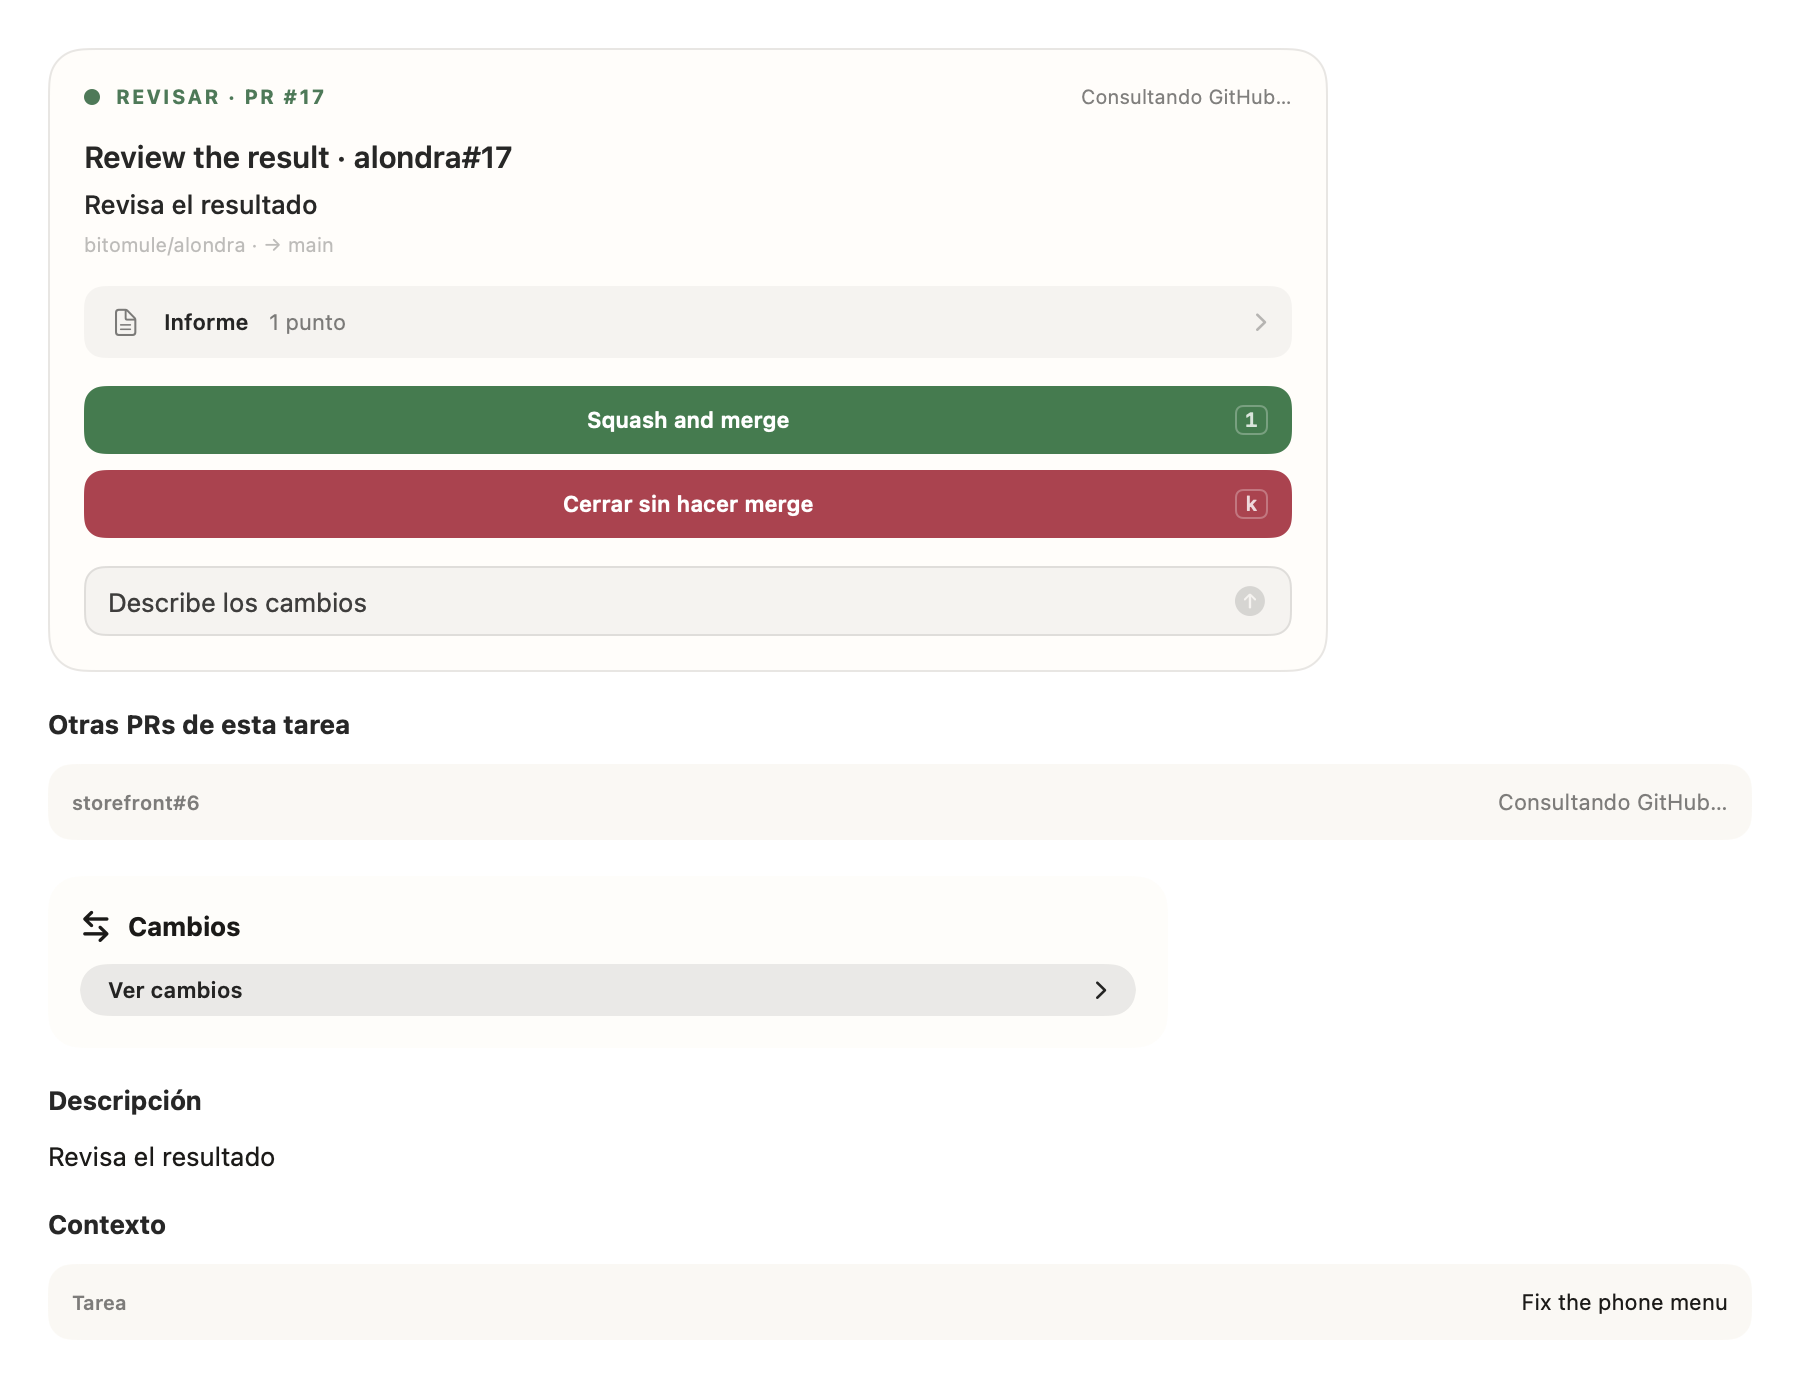 REVISAR · PR #17
Consultando GitHub...
Review the result · alondra#17
Revisa el resultado
bitomule/alondra · → main
Informe 1 punto
Squash and merge 1
Cerrar sin hacer merge k
Describe los cambios
Otras PRs de esta tarea
storefront#6 Consultando GitHub...
Cambios
Ver cambios
Descripción
Revisa el resultado
Contexto
Tarea Fix the phone menu